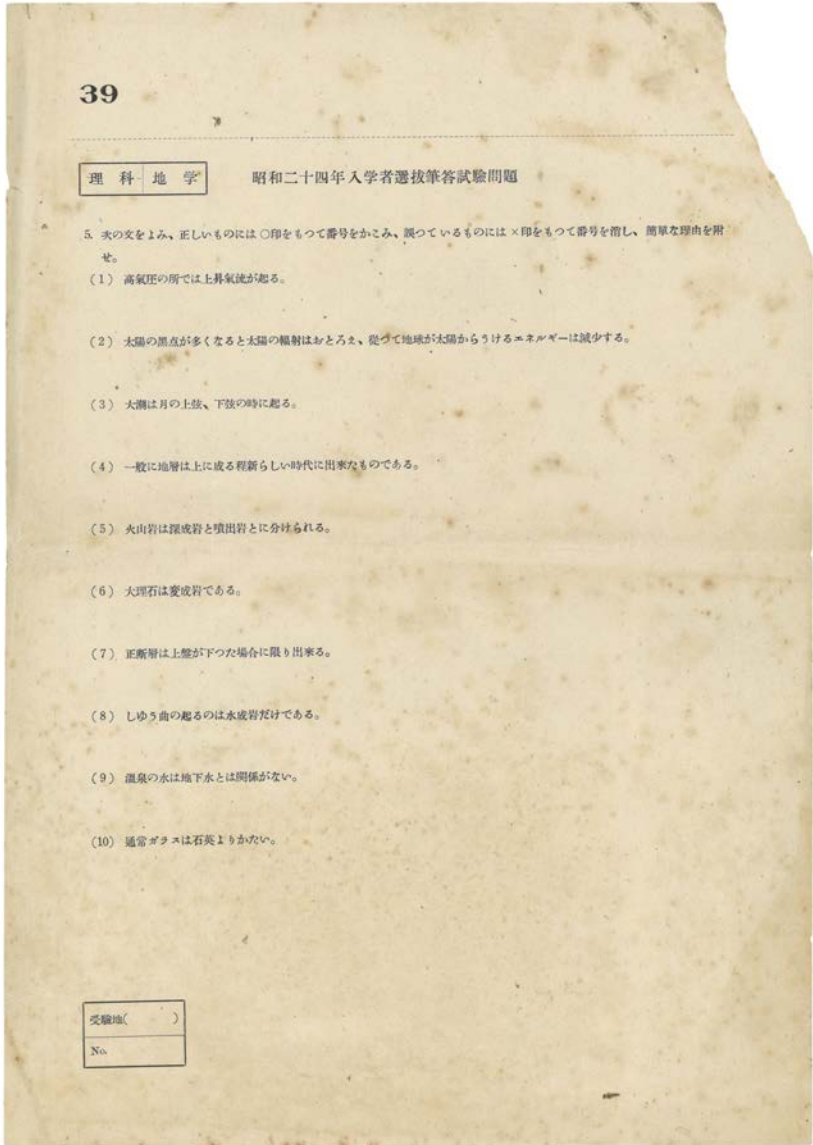 39
理科 地学
昭和二十四年入学者選抜筆答試驗問題
5. 次の文をよみ、正しいものには○印をもつて番号をかこみ、誤つているものには×印をもつて番号を消し、簡單な理由を附
せ。
(1) 高氣圧の所では上昇氣流が起る。
(2) 太陽の黒点が多くなると太陽の輻射はおとろえ、從つて地球が太陽からうけるエネルギーは減少する。
(3) 大潮は月の上弦、下弦の時に起る。
(4) 一般に地層は上に成る程新らしい時代に出來たものである。
(5) 火山岩は深成岩と噴出岩とに分けられる。
(6) 大理石は変成岩である。
(7) 正断層は上盤が下つた場合に限り出來る。
(8) しゆう曲の起るのは水成岩だけである。
(9) 温泉の水は地下水とは関係がない。
(10) 通常ガラスは石英よりかたい。
受験地( )
No.